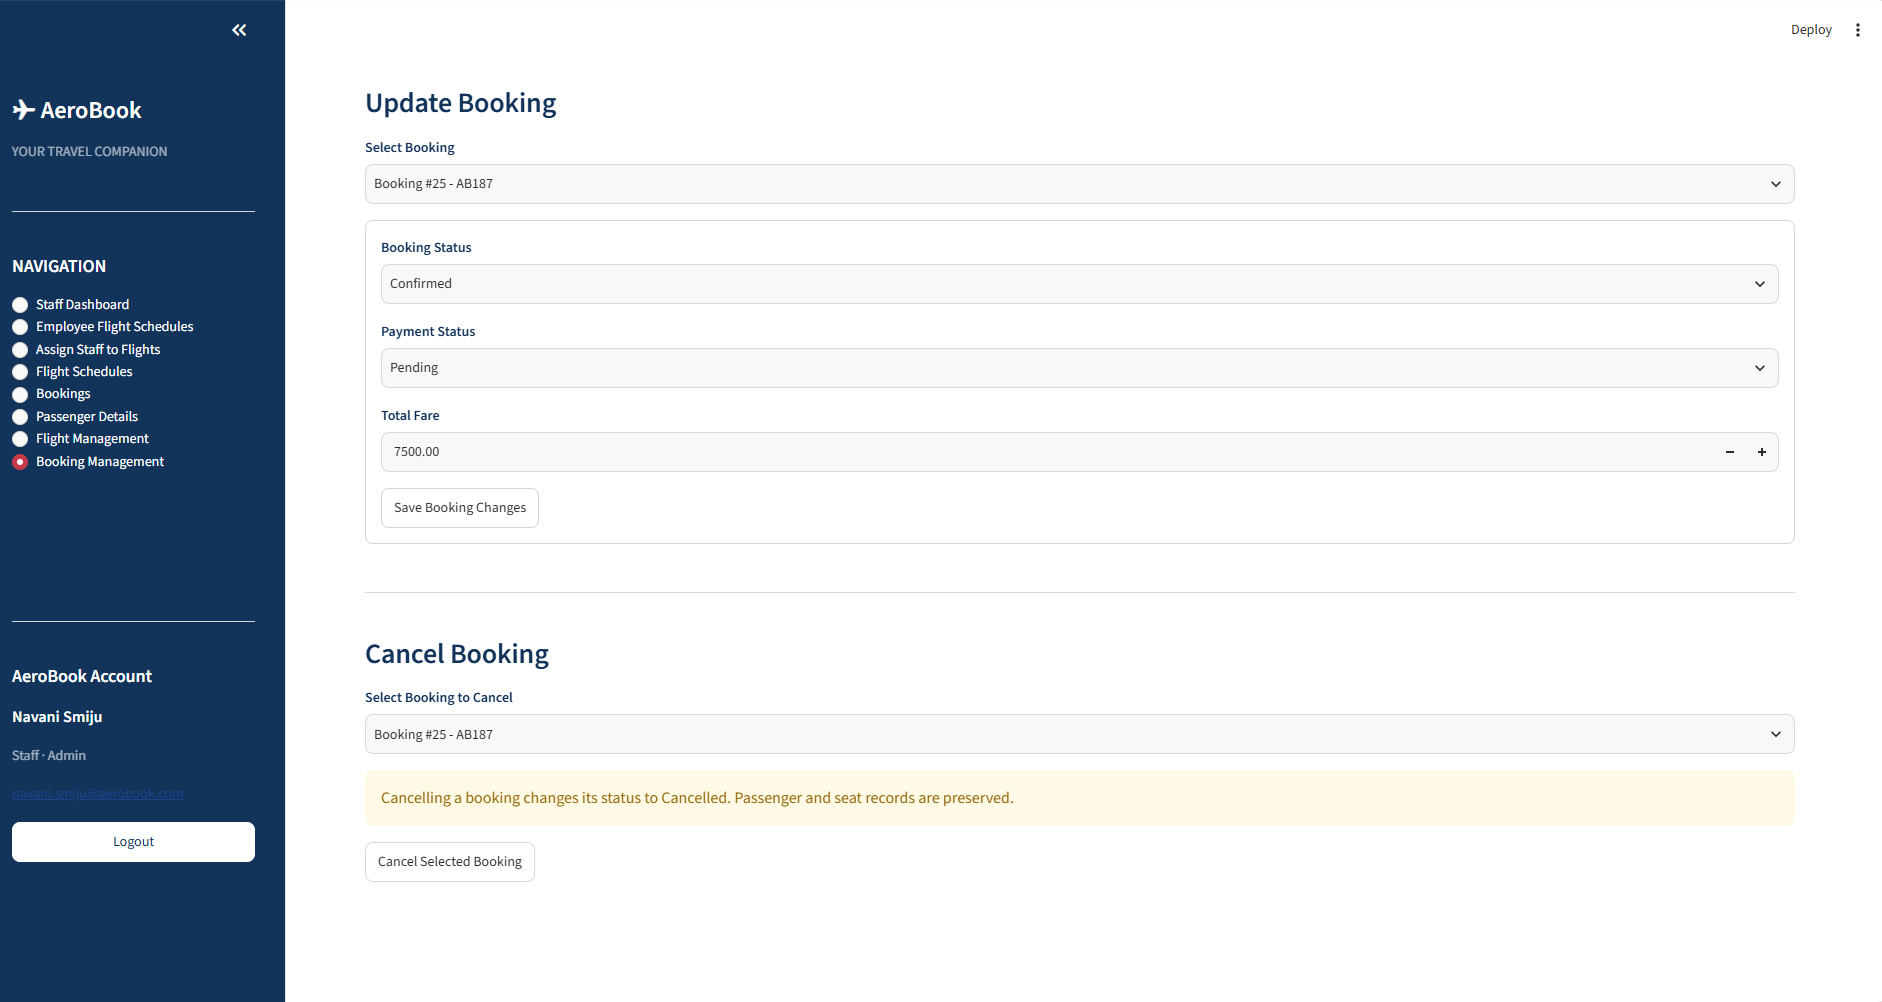 Deploy
AeroBook
YOUR TRAVEL COMPANION
NAVIGATION
Staff Dashboard
Employee Flight Schedules
Assign Staff to Flights
Flight Schedules
Bookings
Passenger Details
Flight Management
Booking Management
AeroBook Account
Navani Smiju
Staff · Admin
navani.smiju@aerobook.com
Logout
Update Booking
Select Booking
Booking #25 - AB187
Booking Status
Confirmed
Payment Status
Pending
Total Fare
7500.00
Save Booking Changes
Cancel Booking
Select Booking to Cancel
Booking #25 - AB187
Cancelling a booking changes its status to Cancelled. Passenger and seat records are preserved.
Cancel Selected Booking